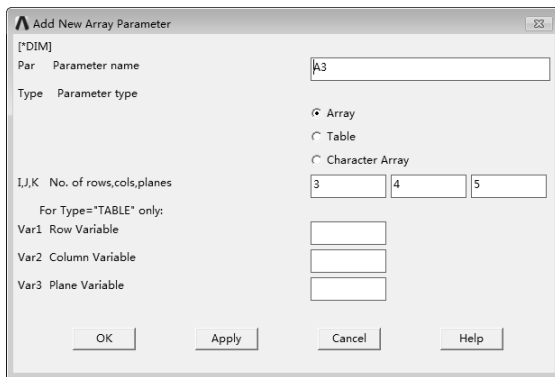 Add New Array Parameter
[*DIM]
Par Parameter name A3
Type Parameter type
Array
Table
Character Array
I,J,K No. of rows,cols,planes 3 4 5
For Type="TABLE" only:
Var1 Row Variable
Var2 Column Variable
Var3 Plane Variable
OK Apply Cancel Help